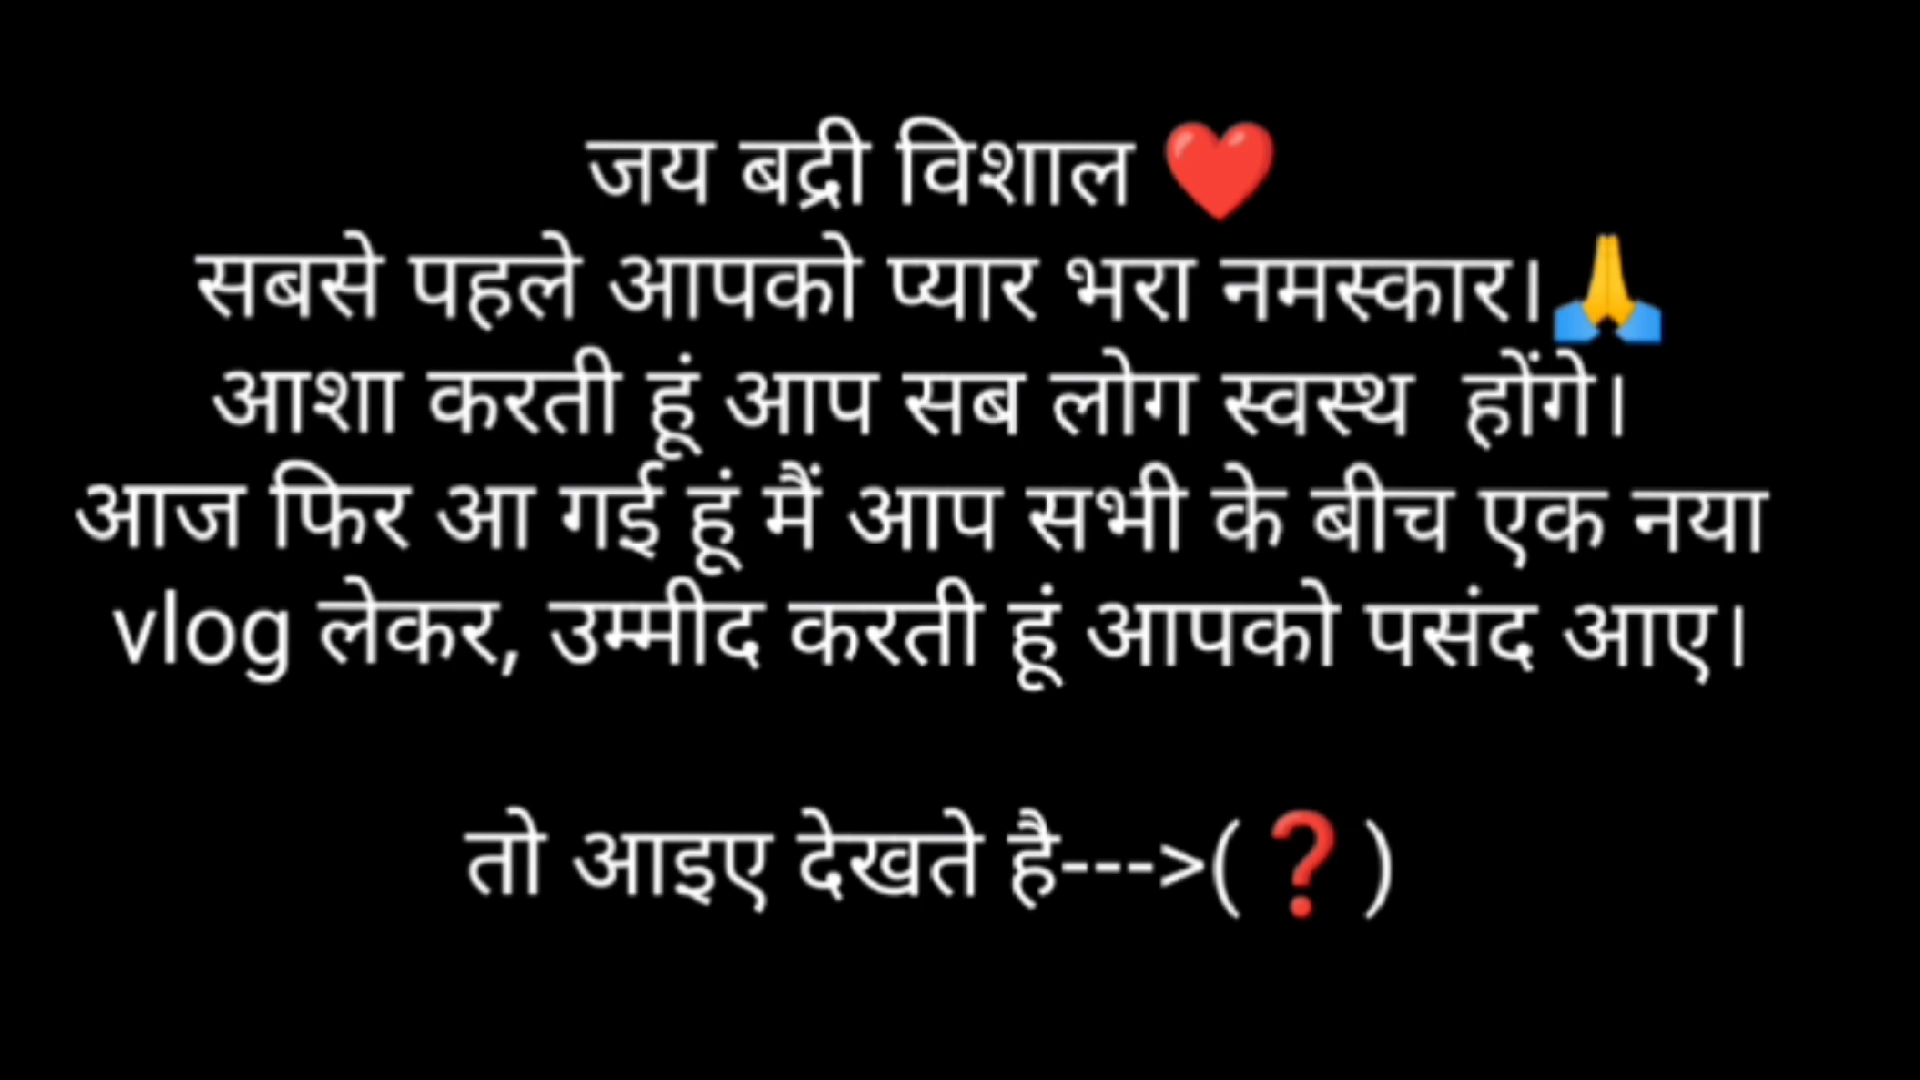 जय बद्री विशाल ❤️
सबसे पहले आपको प्यार भरा नमस्कार।🙏
आशा करती हूं आप सब लोग स्वस्थ  होंगे।
आज फिर आ गई हूं मैं आप सभी के बीच एक नया
vlog लेकर, उम्मीद करती हूं आपको पसंद आए।
तो आइए देखते है--->(❓)